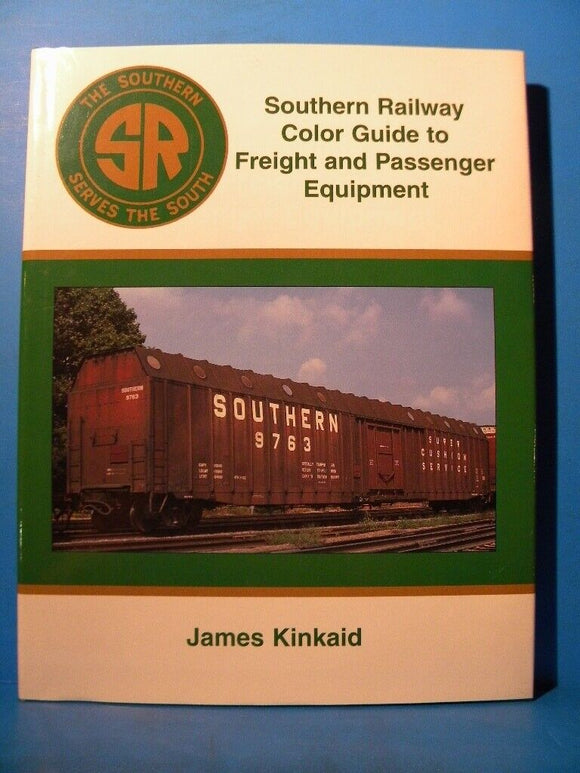 THE SOUTHERN
SR
SERVES THE SOUTH
Southern Railway
Color Guide to
Freight and Passenger
Equipment
SOUTHERN
9763
SOUTHERN
9763
SUPER
CUSHION
SERVICE
James Kinkaid